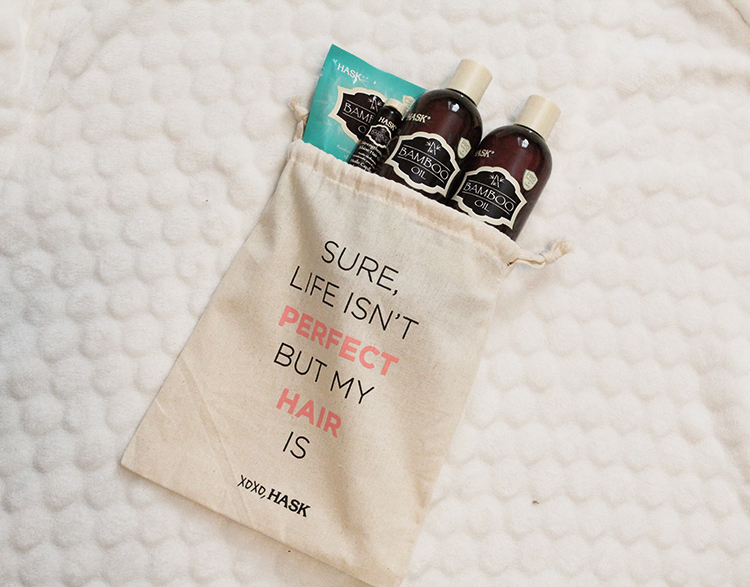 HASK
BAMBOO
OIL
HASK
HASK
BAMBOO
OIL
HASK
BAMBOO
OIL
SURE,
LIFE ISN'T
PERFECT
BUT MY
HAIR
IS
XOXO, HASK